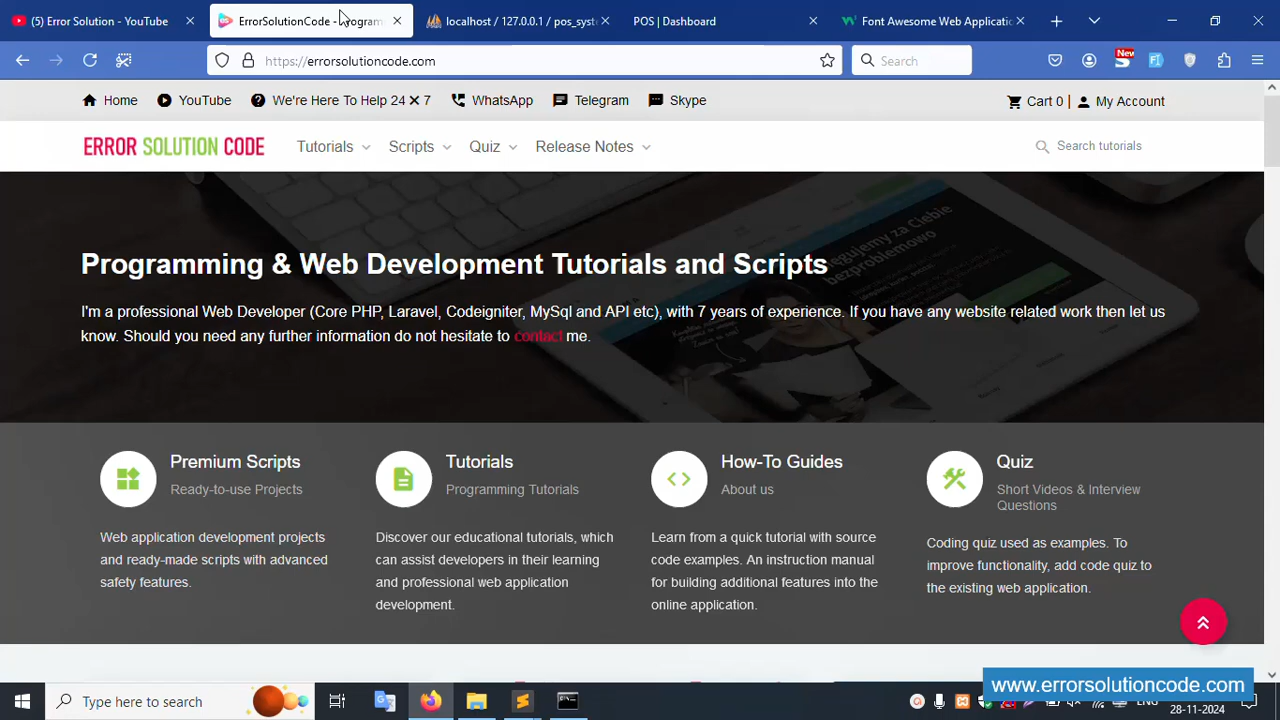 (5) Error Solution - YouTube
ErrorSolutionCode - Program
localhost / 127.0.0.1 / pos_syst
POS | Dashboard
Font Awesome Web Applicatic
https://errorsolutioncode.com
Search
New
Home
YouTube
We're Here To Help 24 ✕ 7
WhatsApp
Telegram
Skype
Cart 0 |
My Account
ERROR SOLUTION CODE
Tutorials
Scripts
Quiz
Release Notes
Search tutorials
Programming & Web Development Tutorials and Scripts
I'm a professional Web Developer (Core PHP, Laravel, Codeigniter, MySql and API etc), with 7 years of experience. If you have any website related work then let us
know. Should you need any further information do not hesitate to contact me.
Premium Scripts
Ready-to-use Projects
Web application development projects
and ready-made scripts with advanced
safety features.
Tutorials
Programming Tutorials
Discover our educational tutorials, which
can assist developers in their learning
and professional web application
development.
How-To Guides
About us
Learn from a quick tutorial with source
code examples. An instruction manual
for building additional features into the
online application.
Quiz
Short Videos & Interview
Questions
Coding quiz used as examples. To
improve functionality, add code quiz to
the existing web application.
www.errorsolutioncode.com
Type here to search
28-11-2024